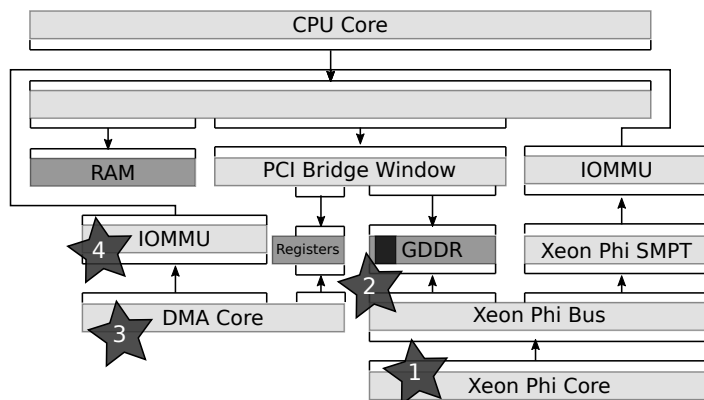 CPU Core
RAM
PCI Bridge Window
IOMMU
4
IOMMU
Registers
GDDR
Xeon Phi SMPT
2
3
DMA Core
Xeon Phi Bus
1
Xeon Phi Core